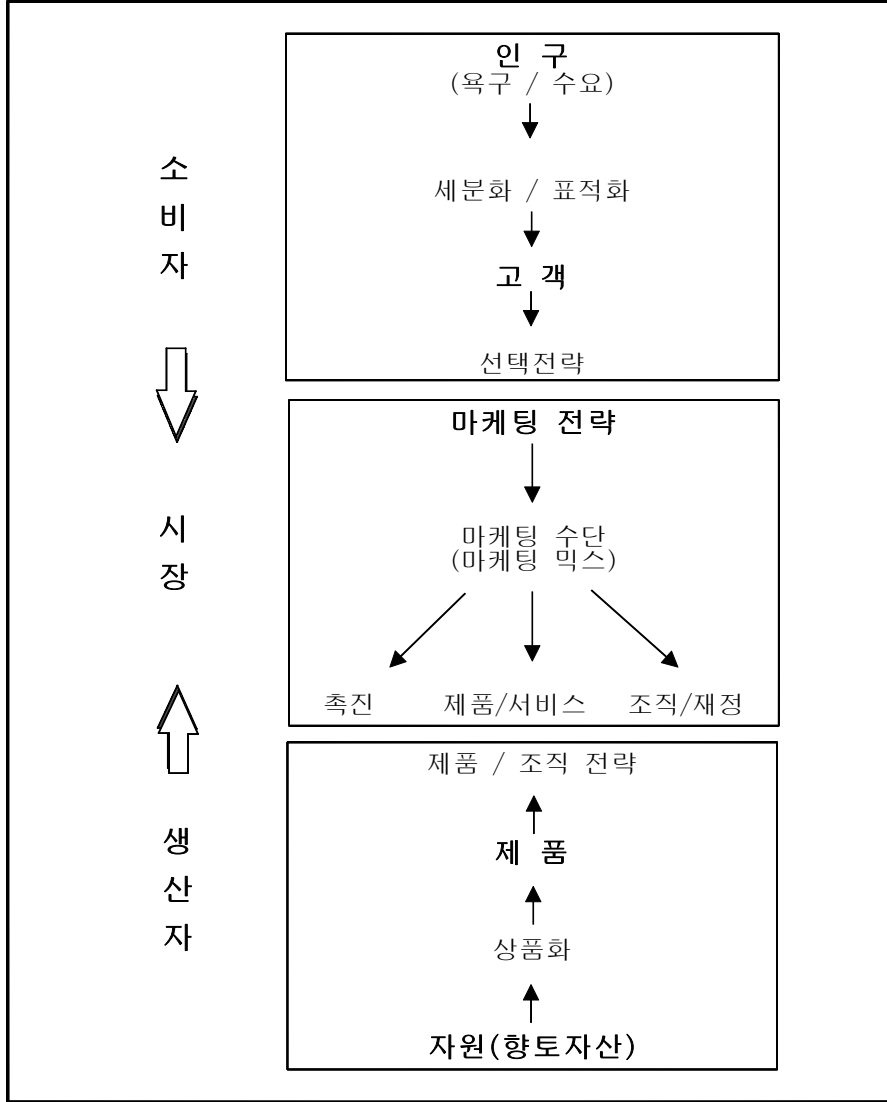 소
비
자
시
장
생
산
자
인 구
(욕구 / 수요)
세분화 / 표적화
고 객
선택전략
마케팅 전략
마케팅 수단
(마케팅 믹스)
촉진 제품/서비스 조직/재정
제품 / 조직 전략
제 품
상품화
자원(향토자산)